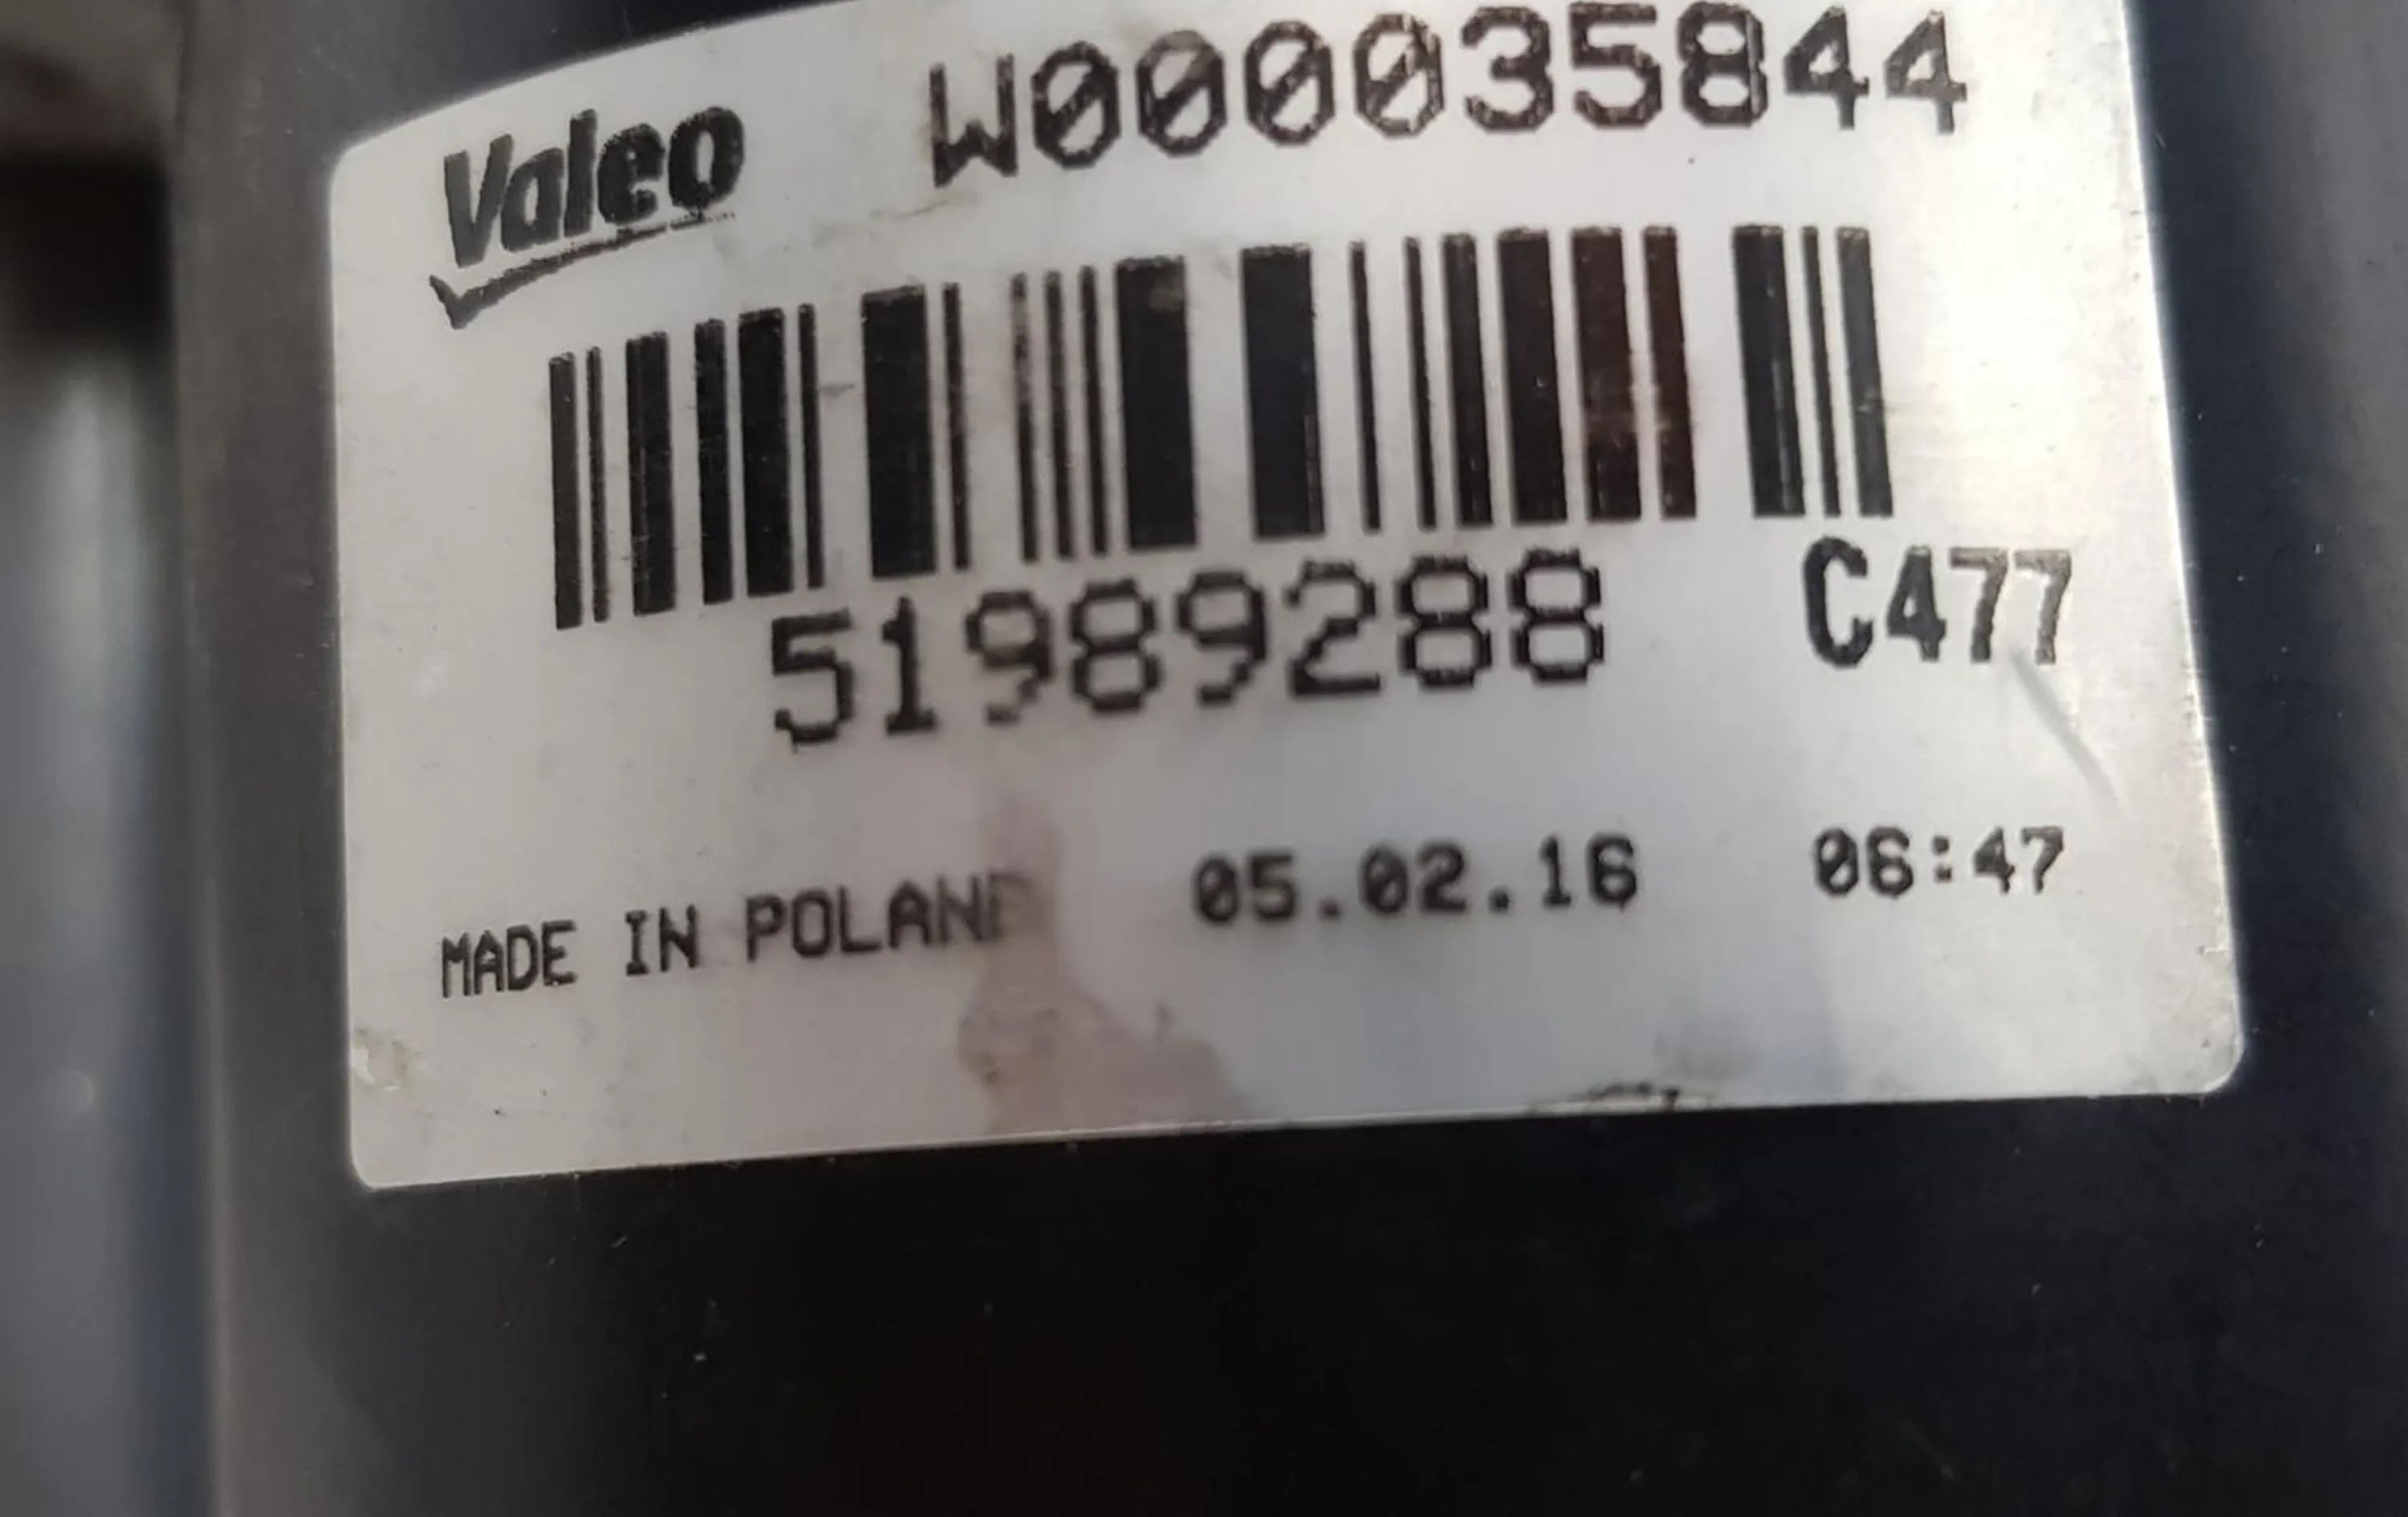 Valeo W000035844
51989288 C477
MADE IN POLAND 05.02.16 06:47